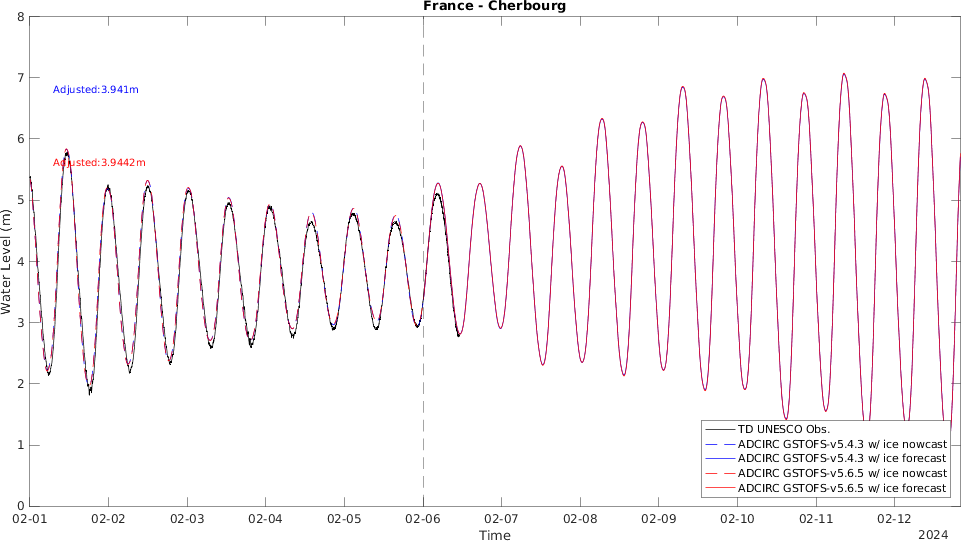 France - Cherbourg
8
7
Adjusted:3.941m
6
Adjusted:3.9442m
5
4
3
2
1
0
Water Level (m)
TD UNESCO Obs.
ADCIRC GSTOFS-v5.4.3 w/ ice nowcast
ADCIRC GSTOFS-v5.4.3 w/ ice forecast
ADCIRC GSTOFS-v5.6.5 w/ ice nowcast
ADCIRC GSTOFS-v5.6.5 w/ ice forecast
02-01 02-02 02-03 02-04 02-05 02-06 02-07 02-08 02-09 02-10 02-11 02-12
Time
2024